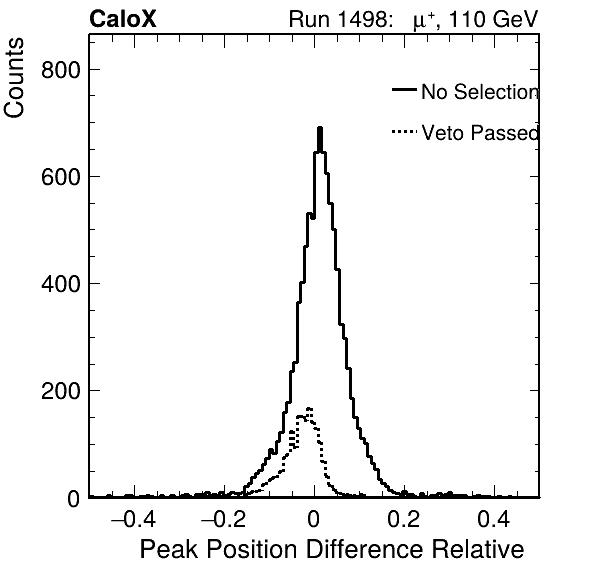 CaloX Run 1498: μ⁺, 110 GeV
Counts
800
No Selection
Veto Passed
600
400
200
0
−0.4 −0.2 0 0.2 0.4
Peak Position Difference Relative